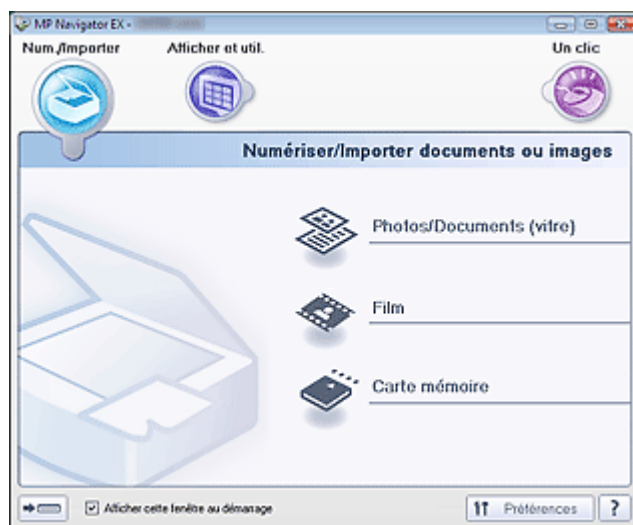 MP Navigator EX -
Num./Importer
Afficher et util.
Un clic
Numériser/Importer documents ou images
Photos/Documents (vitre)
Film
Carte mémoire
Afficher cette fenêtre au démarrage
Préférences
?